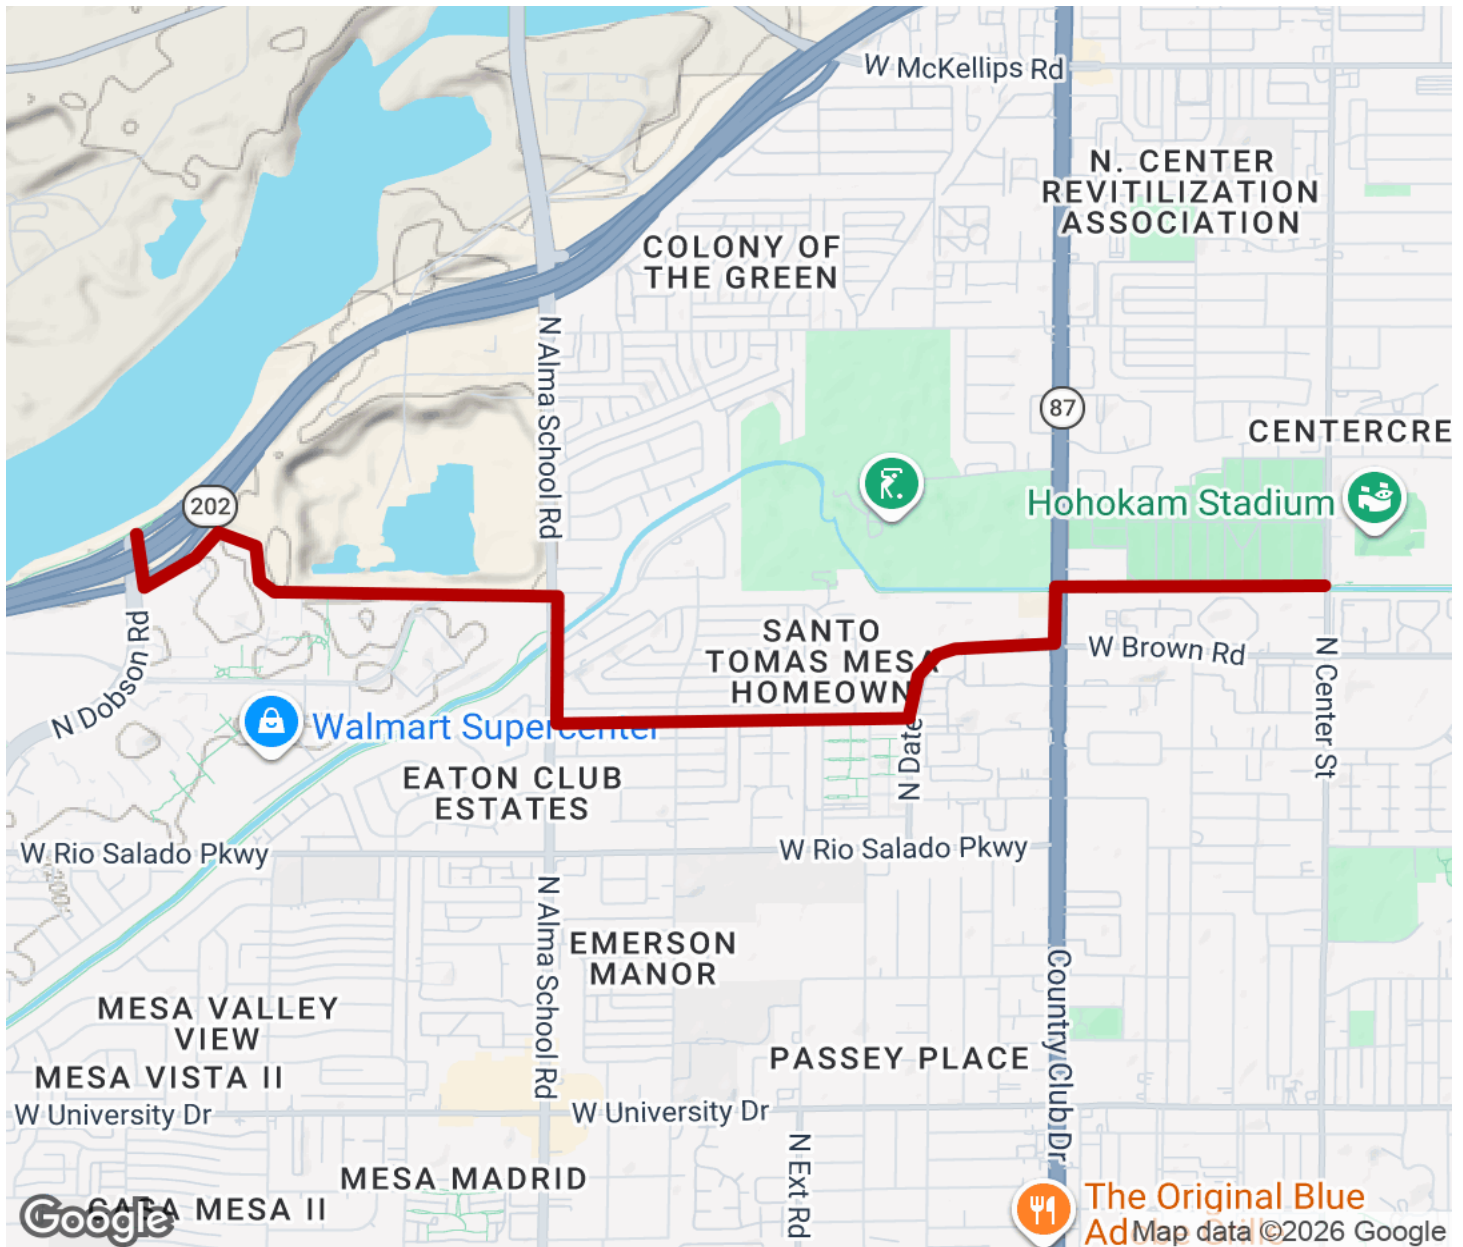 W McKellips Rd
N. CENTER
REVITILIZATION
ASSOCIATION
COLONY OF
THE GREEN
N Alma School Rd
87
CENTERCRE
202
Hohokam Stadium
SANTO
TOMAS MESA
HOMEOWN
W Brown Rd
N Dobson Rd
N Center St
Walmart Supercenter
N Date
EATON CLUB
ESTATES
W Rio Salado Pkwy
W Rio Salado Pkwy
N Alma School Rd
EMERSON
MANOR
Country Club Dr
MESA VALLEY
VIEW
PASSEY PLACE
MESA VISTA II
W University Dr
W University Dr
N Ext Rd
MESA MADRID
The Original Blue
CASA MESA II
Google
Map data ©2026 Google